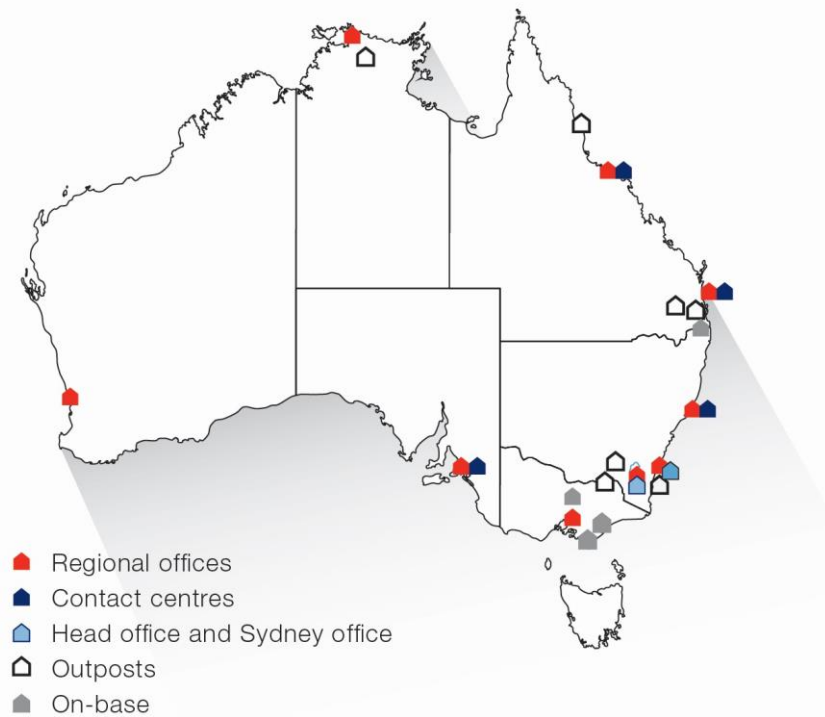 Regional offices
Contact centres
Head office and Sydney office
Outposts
On-base